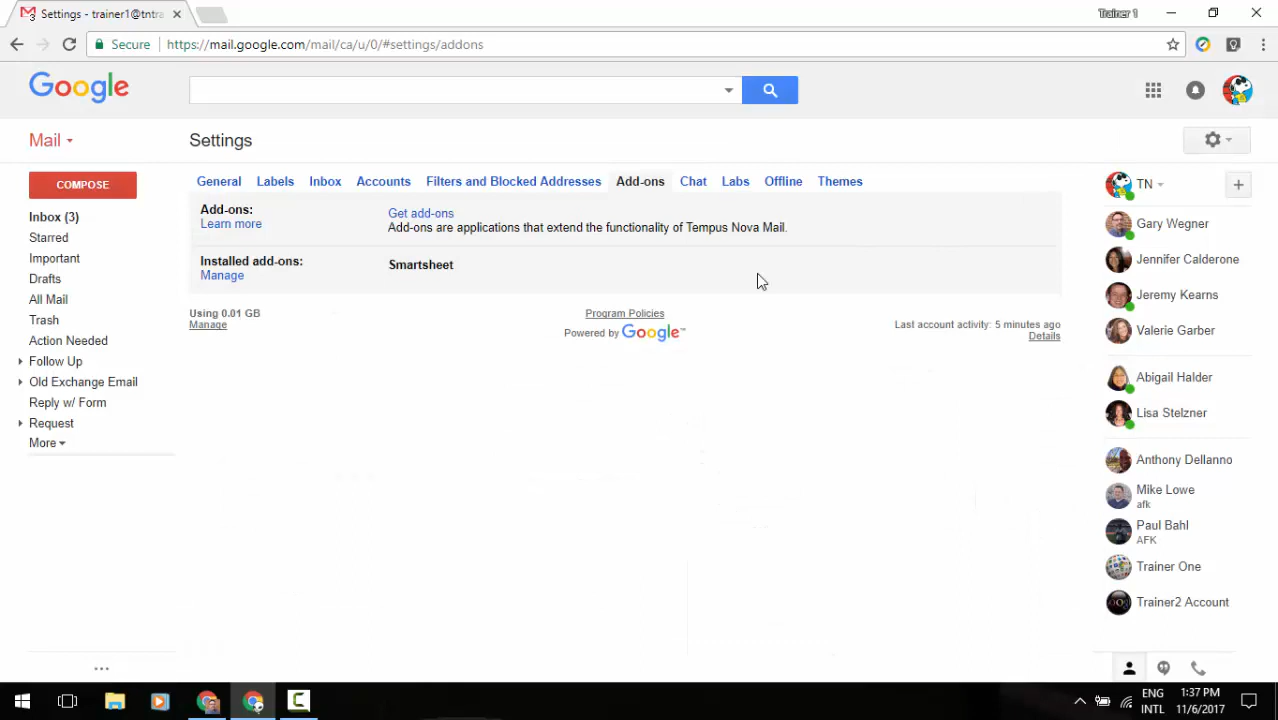 Settings - trainer1@tntra
Trainer 1
Secure
https://mail.google.com/mail/ca/u/0/#settings/addons
Google
Mail
Settings
COMPOSE
Inbox (3)
Starred
Important
Drafts
All Mail
Trash
Action Needed
Follow Up
Old Exchange Email
Reply w/ Form
Request
More
General Labels Inbox Accounts Filters and Blocked Addresses Add-ons Chat Labs Offline Themes
Add-ons:
Learn more
Get add-ons
Add-ons are applications that extend the functionality of Tempus Nova Mail.
Installed add-ons:
Manage
Smartsheet
Using 0.01 GB
Manage
Program Policies
Powered by Google™
Last account activity: 5 minutes ago
Details
TN
Gary Wegner
Jennifer Calderone
Jeremy Kearns
Valerie Garber
Abigail Halder
Lisa Stelzner
Anthony Dellanno
Mike Lowe
afk
Paul Bahl
AFK
Trainer One
Trainer2 Account
ENG
INTL
1:37 PM
11/6/2017